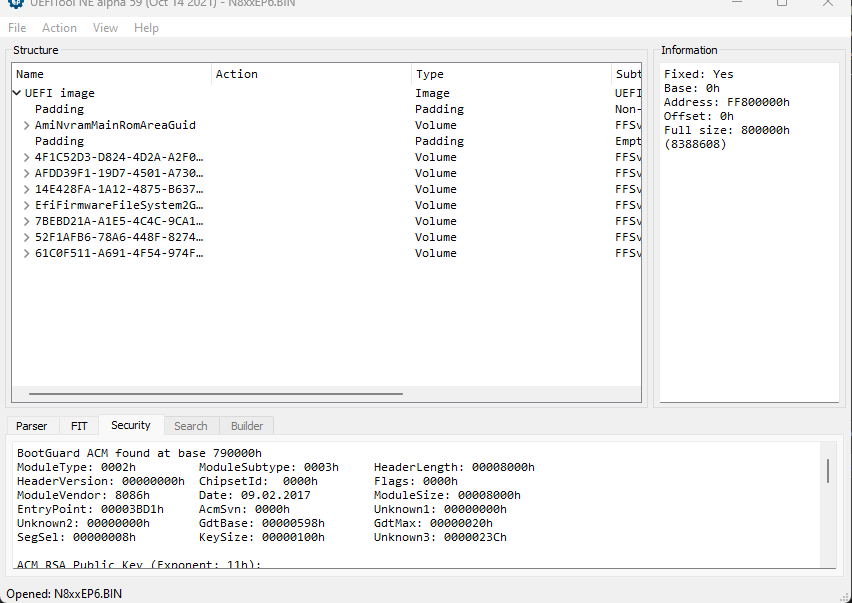 UEFITool NE alpha 59 (Oct 14 2021) - N8xxEP6.BIN
File Action View Help
Structure
Name Action Type Subt
UEFI image Image UEFI
Padding Padding Non-
AmiNvramMainRomAreaGuid Volume FFSv
Padding Padding Empt
4F1C52D3-D824-4D2A-A2F0… Volume FFSv
AFDD39F1-19D7-4501-A730… Volume FFSv
14E428FA-1A12-4875-B637… Volume FFSv
EfiFirmwareFileSystem2G… Volume FFSv
7BEBD21A-A1E5-4C4C-9CA1… Volume FFSv
52F1AFB6-78A6-448F-8274… Volume FFSv
61C0F511-A691-4F54-974F… Volume FFSv
Information
Fixed: Yes
Base: 0h
Address: FF800000h
Offset: 0h
Full size: 800000h
(8388608)
Parser FIT Security Search Builder
BootGuard ACM found at base 790000h
ModuleType: 0002h ModuleSubtype: 0003h HeaderLength: 00008000h
HeaderVersion: 00000000h ChipsetId: 0000h Flags: 0000h
ModuleVendor: 8086h Date: 09.02.2017 ModuleSize: 00008000h
EntryPoint: 00003BD1h AcmSvn: 0000h Unknown1: 00000000h
Unknown2: 00000000h GdtBase: 00000598h GdtMax: 00000020h
SegSel: 00000008h KeySize: 00000100h Unknown3: 0000023Ch
ACM RSA Public Key (Exponent: 11h):
Opened: N8xxEP6.BIN